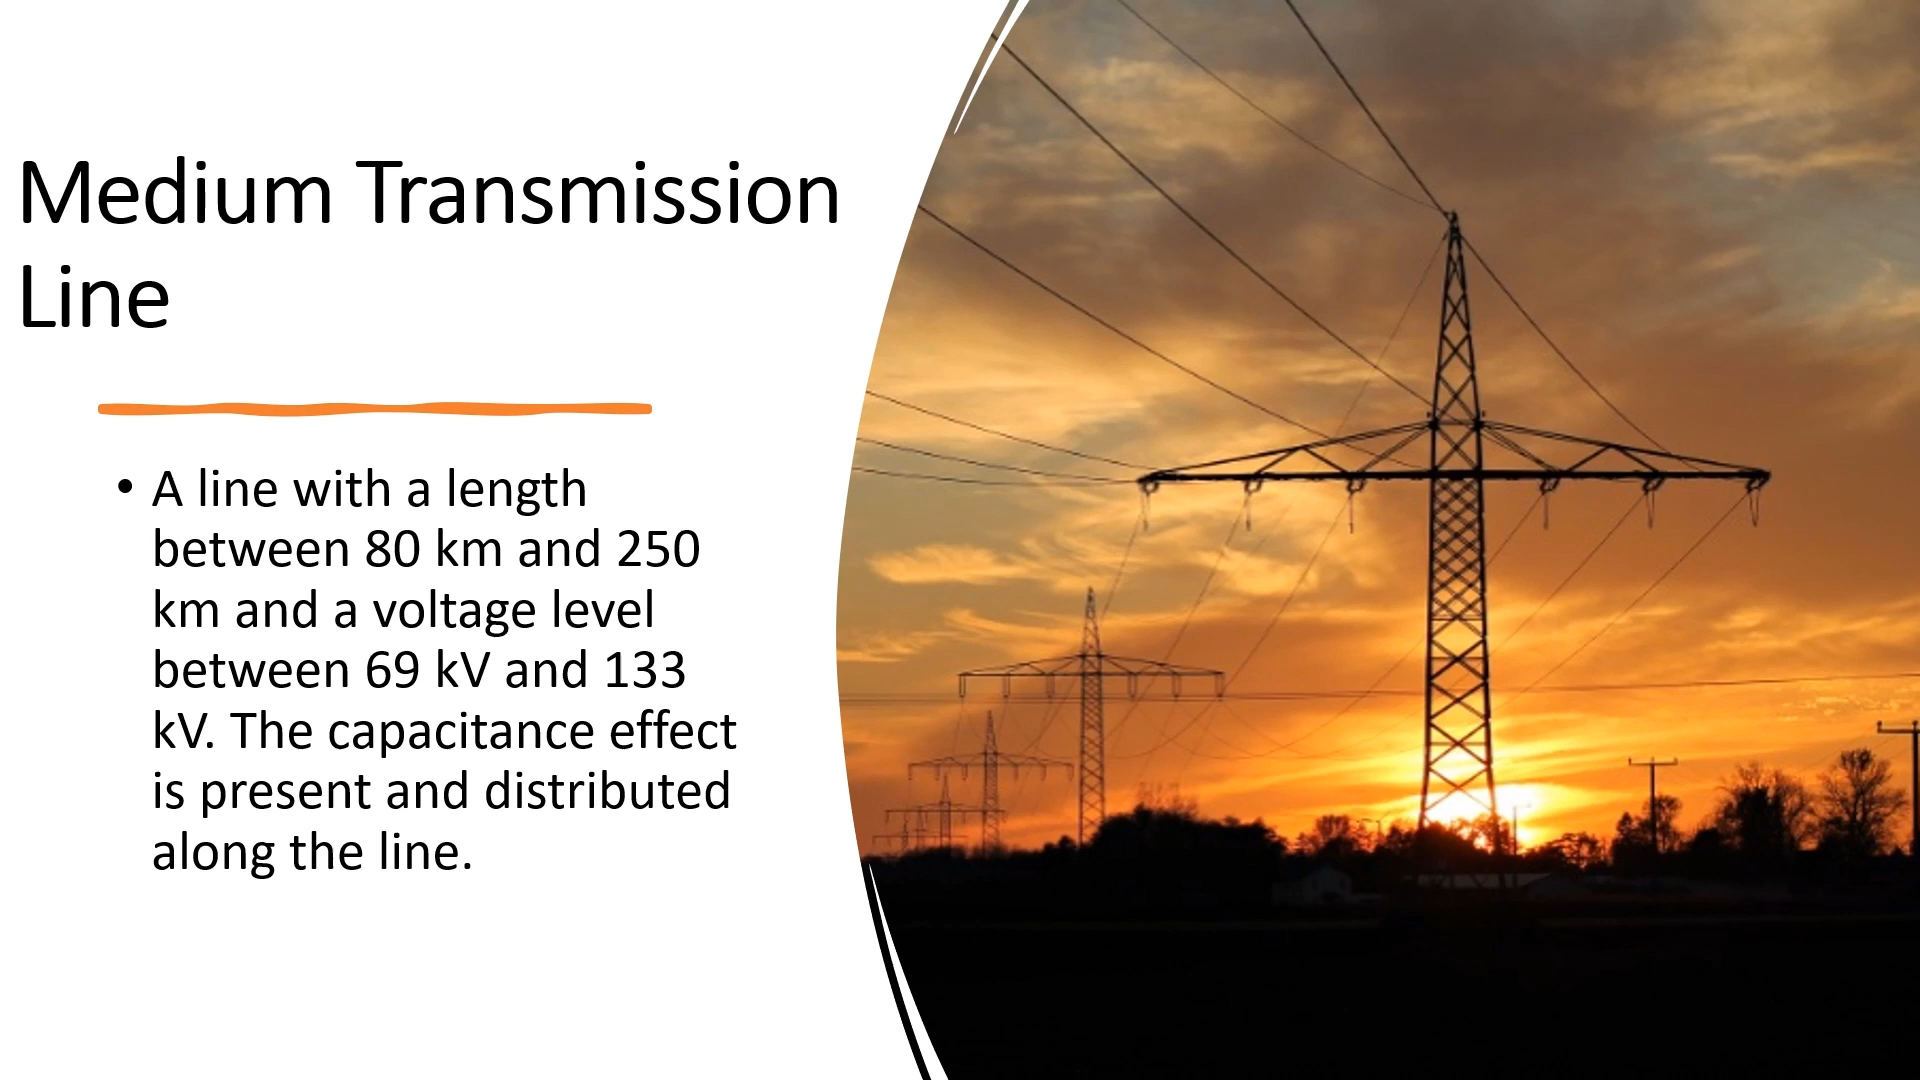 Medium Transmission
Line
• A line with a length
between 80 km and 250
km and a voltage level
between 69 kV and 133
kV. The capacitance effect
is present and distributed
along the line.